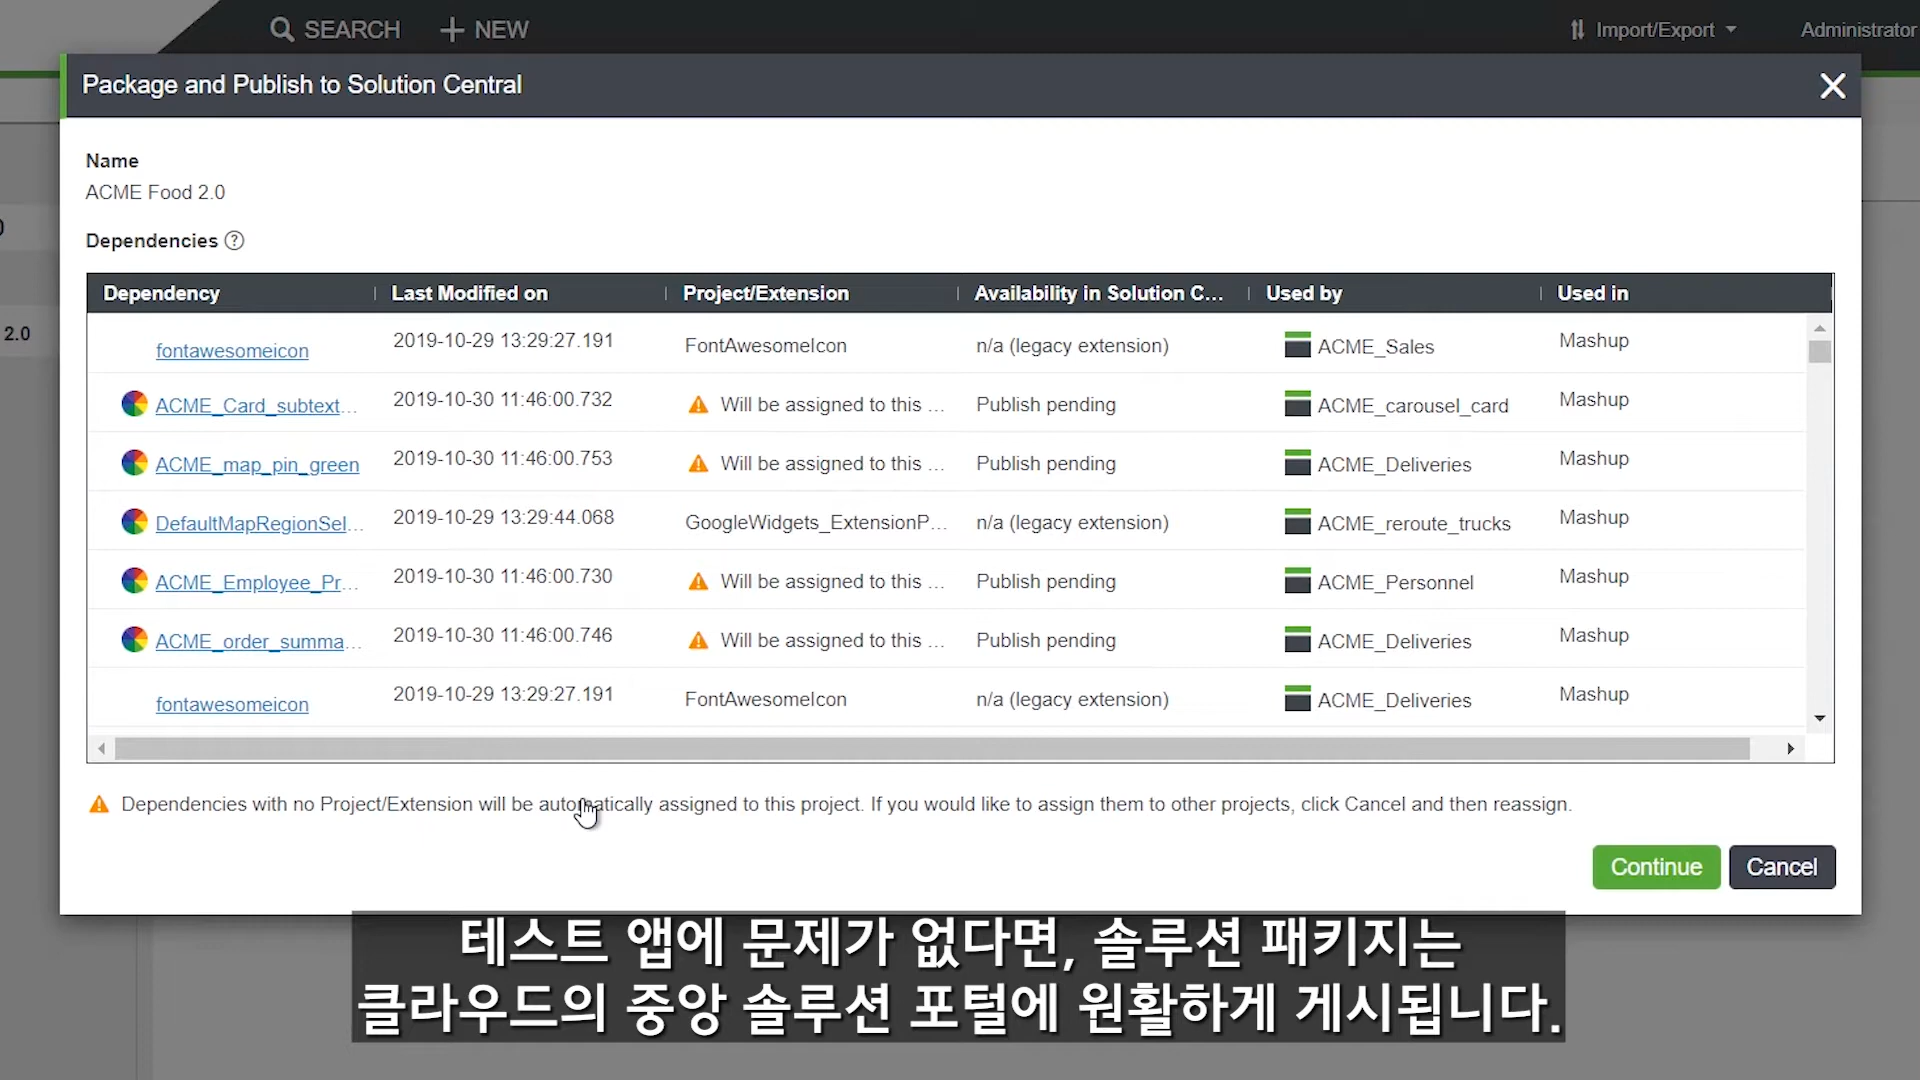 SEARCH
NEW
Import/Export
Administrator
Package and Publish to Solution Central
Name
ACME Food 2.0
Dependencies ?
2.0
Dependency Last Modified on Project/Extension Availability in Solution C... Used by Used in
fontawesomeicon 2019-10-29 13:29:27.191 FontAwesomeIcon n/a (legacy extension) ACME_Sales Mashup
ACME_Card_subtext... 2019-10-30 11:46:00.732 Will be assigned to this ... Publish pending ACME_carousel_card Mashup
ACME_map_pin_green 2019-10-30 11:46:00.753 Will be assigned to this ... Publish pending ACME_Deliveries Mashup
DefaultMapRegionSel... 2019-10-29 13:29:44.068 GoogleWidgets_ExtensionP... n/a (legacy extension) ACME_reroute_trucks Mashup
ACME_Employee_Pr... 2019-10-30 11:46:00.730 Will be assigned to this ... Publish pending ACME_Personnel Mashup
ACME_order_summa... 2019-10-30 11:46:00.746 Will be assigned to this ... Publish pending ACME_Deliveries Mashup
fontawesomeicon 2019-10-29 13:29:27.191 FontAwesomeIcon n/a (legacy extension) ACME_Deliveries Mashup
Dependencies with no Project/Extension will be automatically assigned to this project. If you would like to assign them to other projects, click Cancel and then reassign.
Continue
Cancel
테스트 앱에 문제가 없다면, 솔루션 패키지는
클라우드의 중앙 솔루션 포털에 원활하게 게시됩니다.